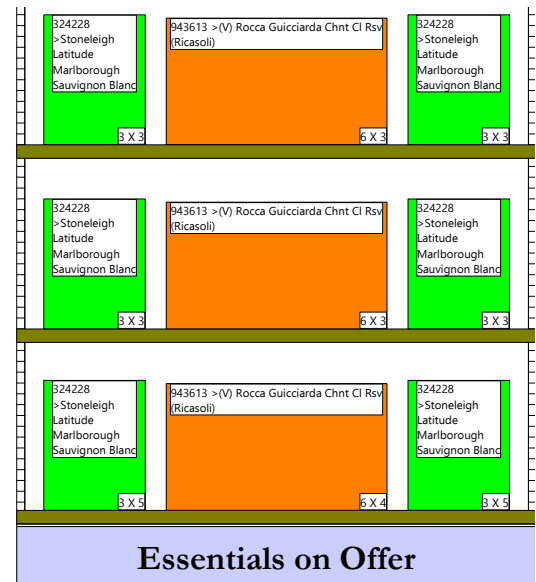 324228
>Stoneleigh
Latitude
Marlborough
Sauvignon Blanc
3 X 3
943613 >(V) Rocca Guicciarda Chnt Cl Rsv
(Ricasoli)
6 X 3
324228
>Stoneleigh
Latitude
Marlborough
Sauvignon Blanc
3 X 3
324228
>Stoneleigh
Latitude
Marlborough
Sauvignon Blanc
3 X 3
943613 >(V) Rocca Guicciarda Chnt Cl Rsv
(Ricasoli)
6 X 3
324228
>Stoneleigh
Latitude
Marlborough
Sauvignon Blanc
3 X 3
324228
>Stoneleigh
Latitude
Marlborough
Sauvignon Blanc
3 X 5
943613 >(V) Rocca Guicciarda Chnt Cl Rsv
(Ricasoli)
6 X 4
324228
>Stoneleigh
Latitude
Marlborough
Sauvignon Blanc
3 X 5
Essentials on Offer